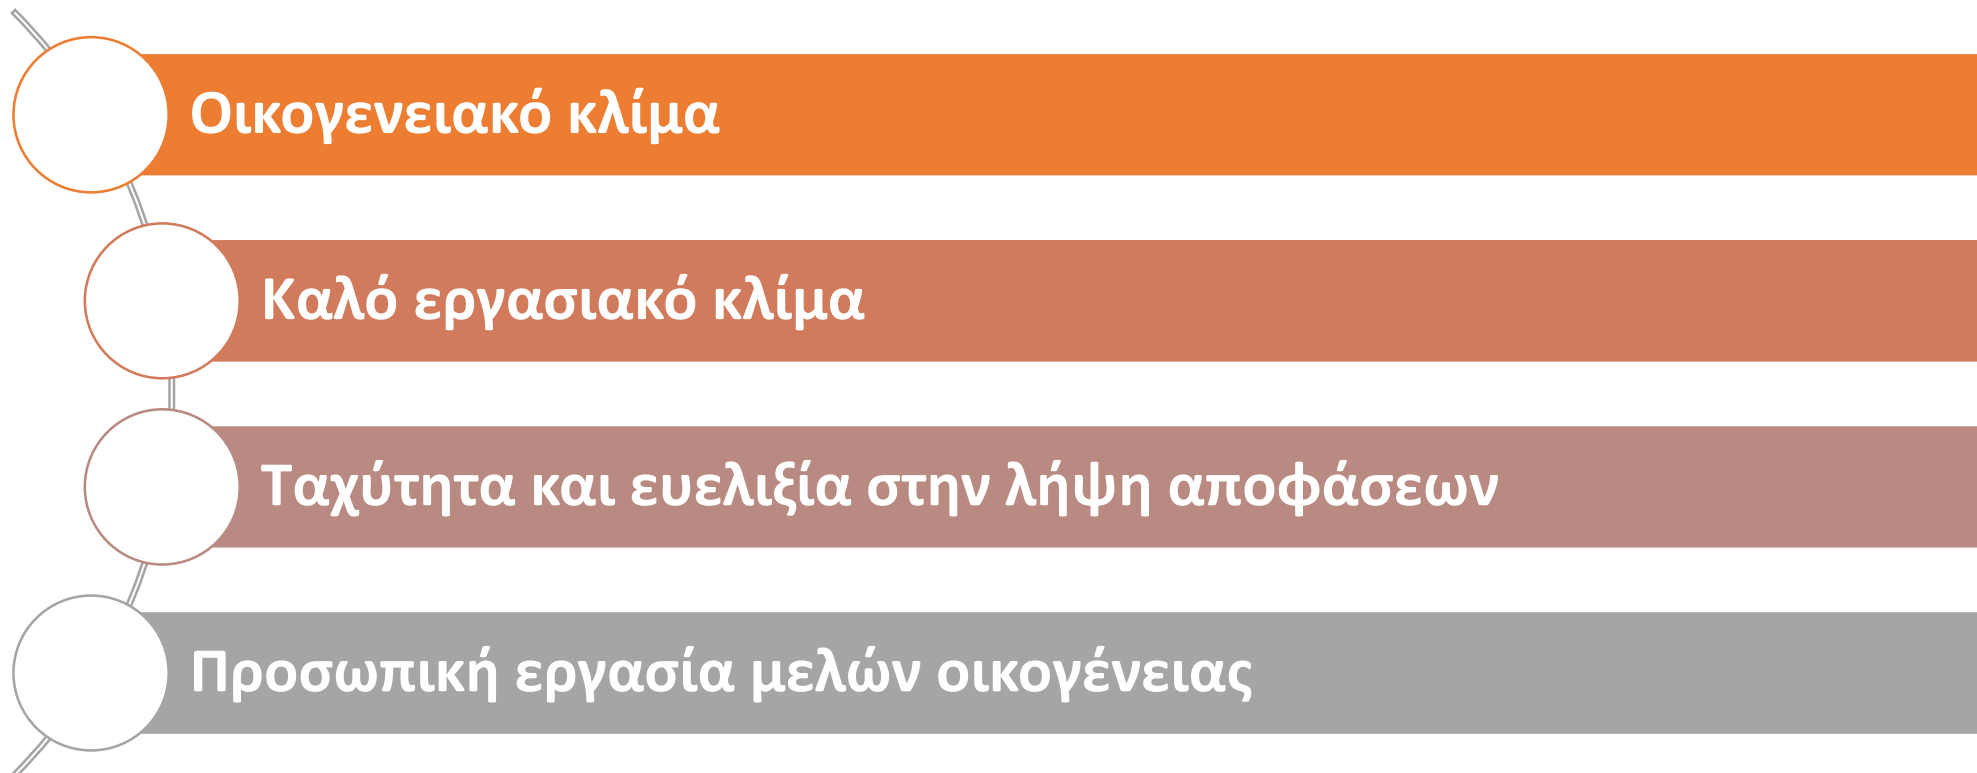 Οικογενειακό κλίμα
Καλό εργασιακό κλίμα
Ταχύτητα και ευελιξία στην λήψη αποφάσεων
Προσωπική εργασία μελών οικογένειας